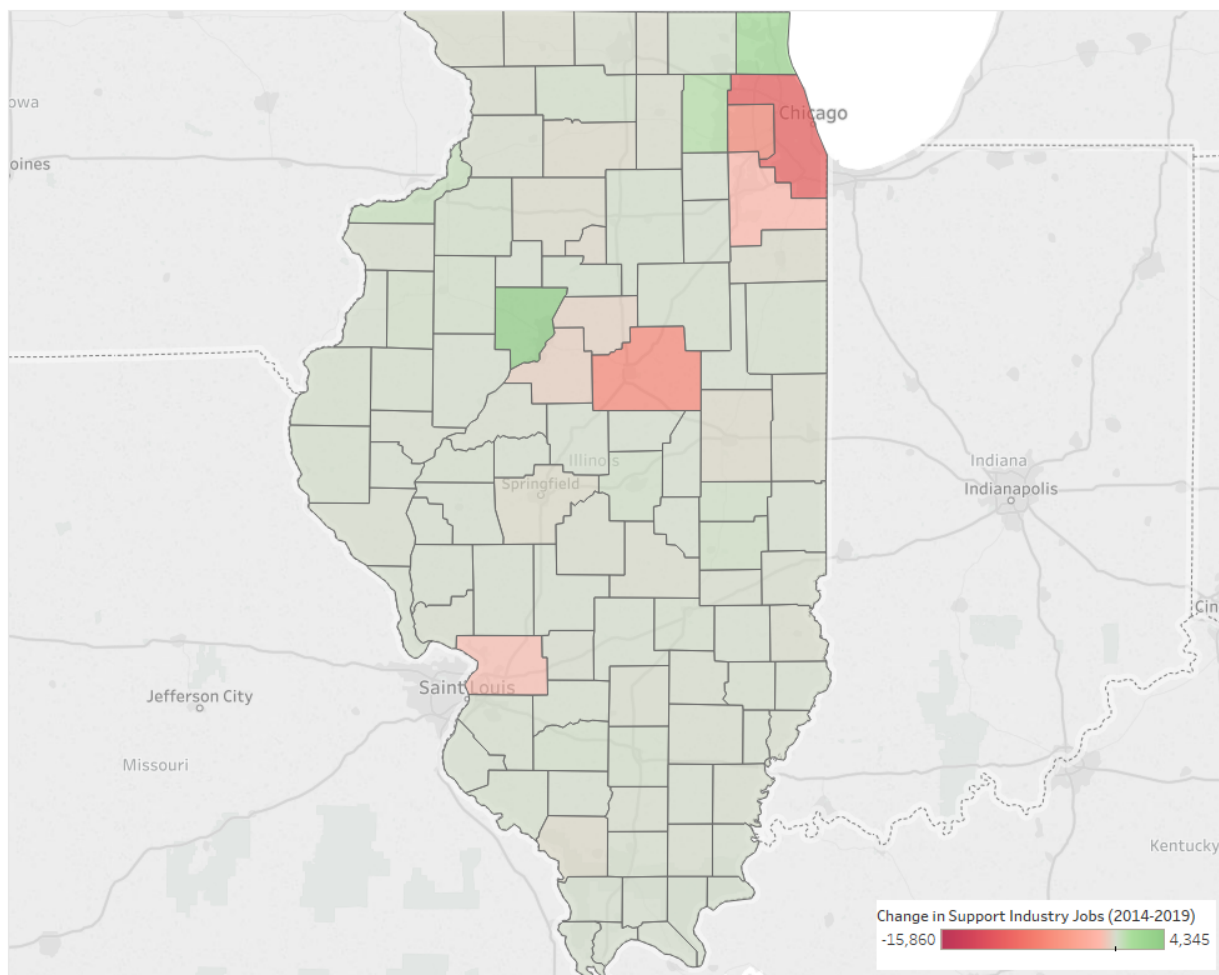 owa
Chicago
oines
Illinois
Springfield
Indiana
Indianapolis
Cin
Saint Louis
Jefferson City
Missouri
Kentucky
Change in Support Industry Jobs (2014-2019)
-15,860 4,345